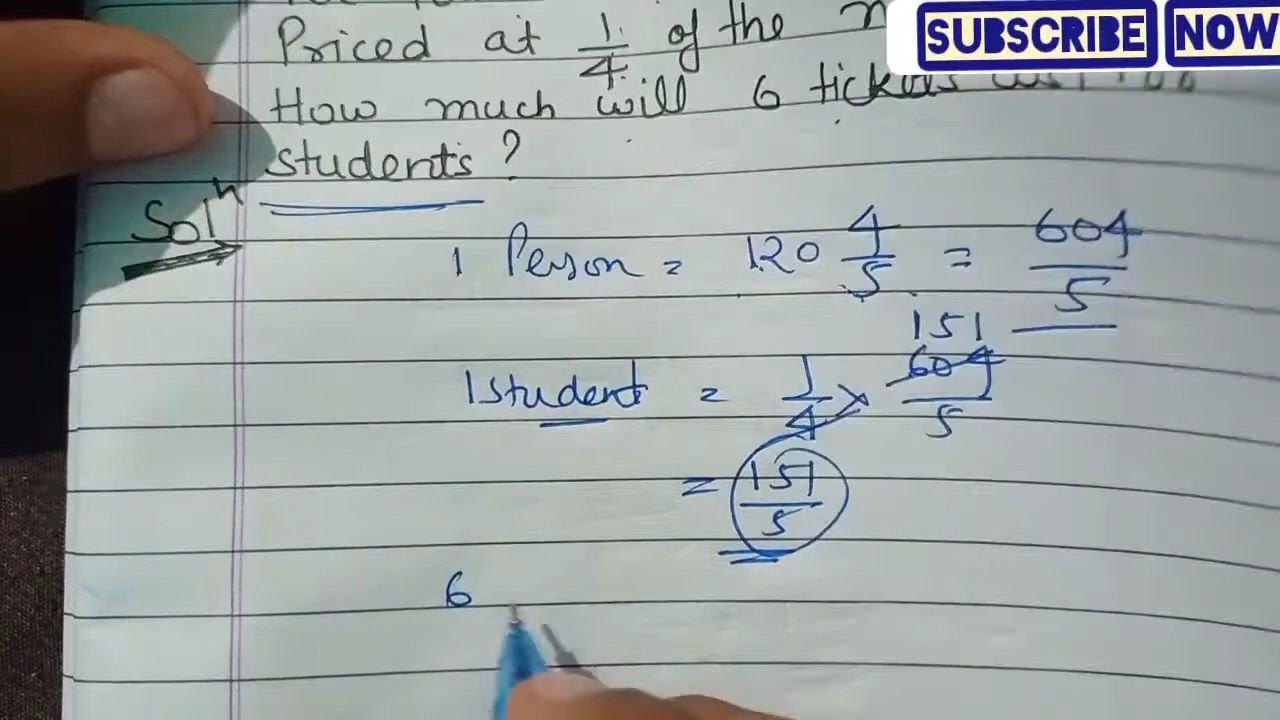 Priced at 1/4 of the
SUBSCRIBE NOW
How much will 6 tickets
students?
Solⁿ
1 Person = 120 4/5 = 604/5
151
1 student = 1/4 × 604/5
= 151/5
6